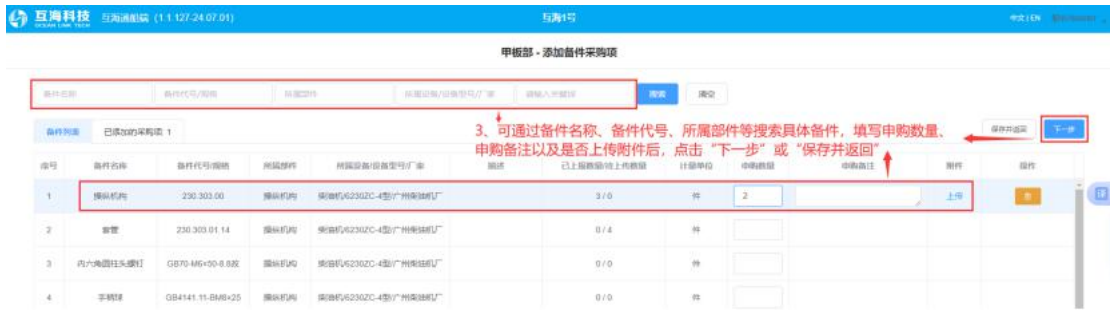 互海科技 互海通船端 (1.1.127-24.07.01) 互海1号 中文 | EN
OCEAN LINK TECH
甲板部 - 添加备件采购项
备件名称 备件代号/规格 所属部件 所属设备/设备型号/厂家 请输入关键词 搜索 清空
3、可通过备件名称、备件代号、所属部件等搜索具体备件，填写申购数量、
申购备注以及是否上传附件后，点击“下一步”或“保存并返回”
备件列表 已添加的采购项 1 保存并返回 下一步
序号 备件名称 备件代号/规格 所属部件 所属设备/设备型号/厂家 描述 已上报数量/待上传数量 计量单位 申购数量 申购备注 附件 操作
1 操纵机构 230.303.00 操纵机构 柴油机/6230ZC-4型/广州柴油机厂 3 / 0 件 2 上传
2 230.303.01.14 操纵机构 柴油机/6230ZC-4型/广州柴油机厂 0 / 4 件
3 内六角圆柱头螺钉 GB70-M6×50-8.8级 操纵机构 柴油机/6230ZC-4型/广州柴油机厂 0 / 0 件
4 手柄球 GB4141.11-BM8×25 操纵机构 柴油机/6230ZC-4型/广州柴油机厂 0 / 0 件